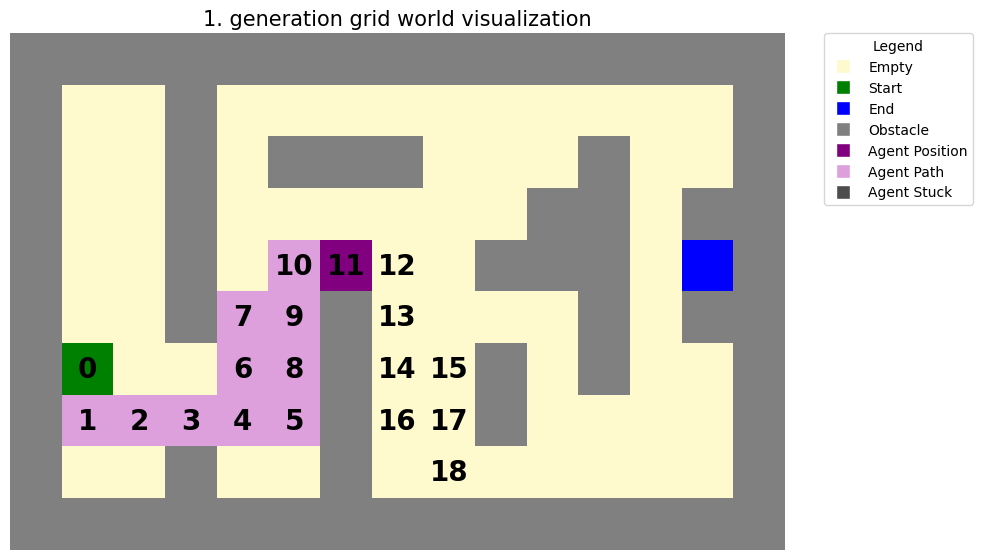 1. generation grid world visualization
Legend
Empty
Start
End
Obstacle
Agent Position
Agent Path
Agent Stuck
10 11 12
7 9 13
0 6 8 14 15
1 2 3 4 5 16 17
18